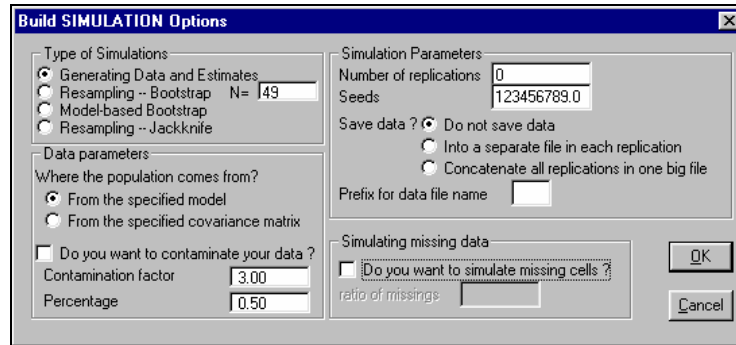 Build SIMULATION Options
Type of Simulations
Generating Data and Estimates
Resampling -- Bootstrap N= 49
Model-based Bootstrap
Resampling -- Jackknife
Data parameters
Where the population comes from?
From the specified model
From the specified covariance matrix
Do you want to contaminate your data ?
Contamination factor 3.00
Percentage 0.50
Simulation Parameters
Number of replications 0
Seeds 123456789.0
Save data ? Do not save data
Into a separate file in each replication
Concatenate all replications in one big file
Prefix for data file name
Simulating missing data
Do you want to simulate missing cells ?
ratio of missings
OK
Cancel